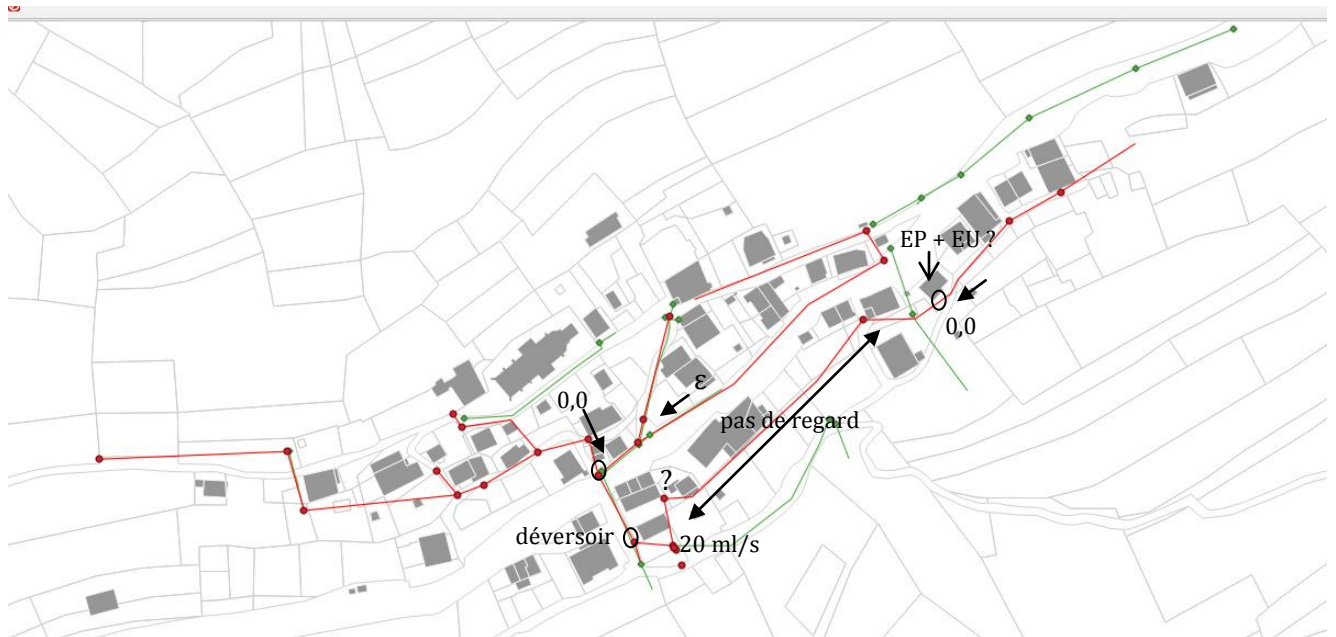 EP + EU ?
0,0
ε
0,0
pas de regard
?
déversoir
20 ml/s